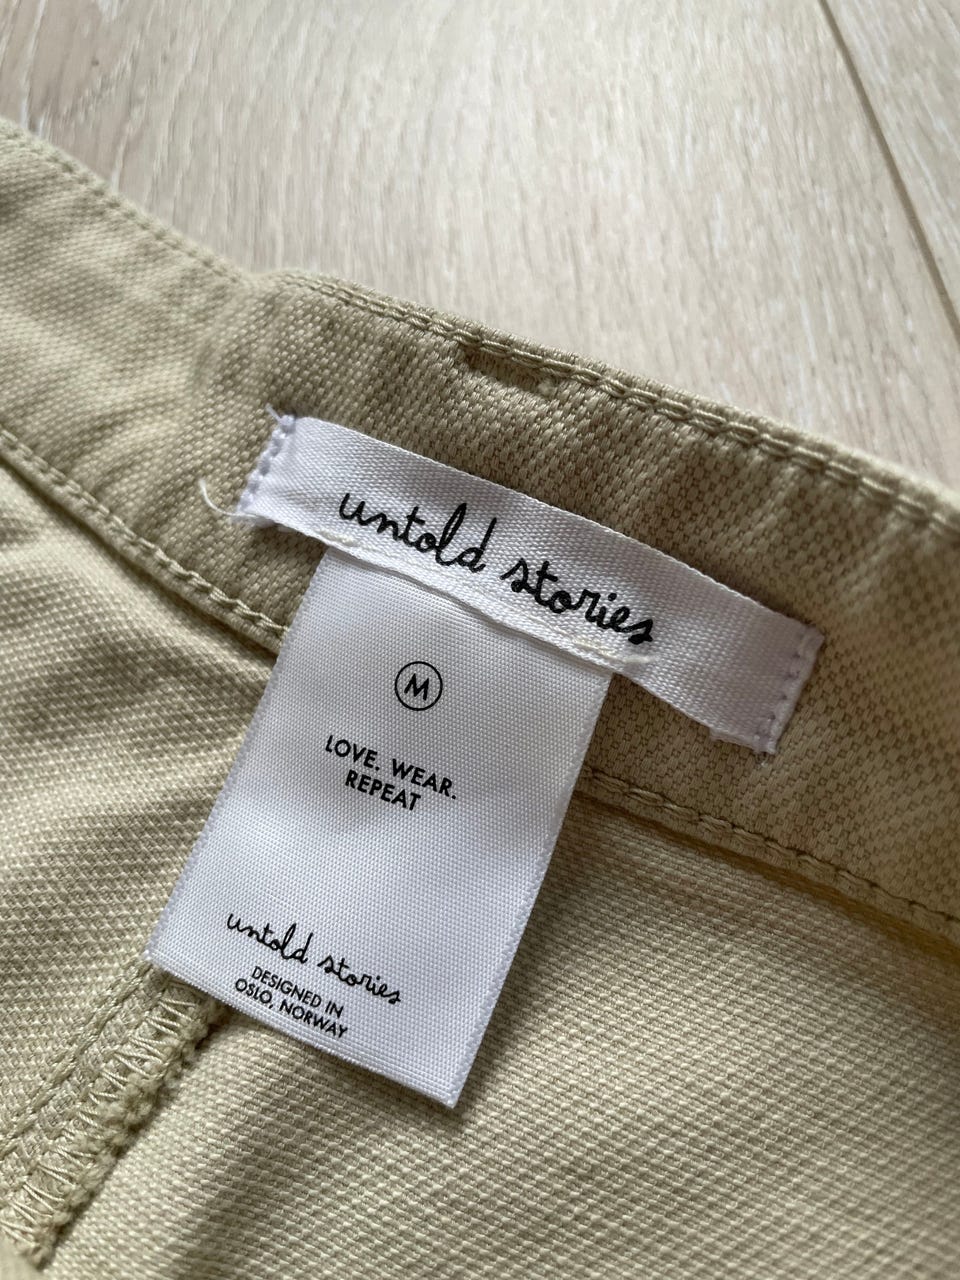 untold stories
M
LOVE. WEAR.
REPEAT
untold stories
DESIGNED IN
OSLO, NORWAY